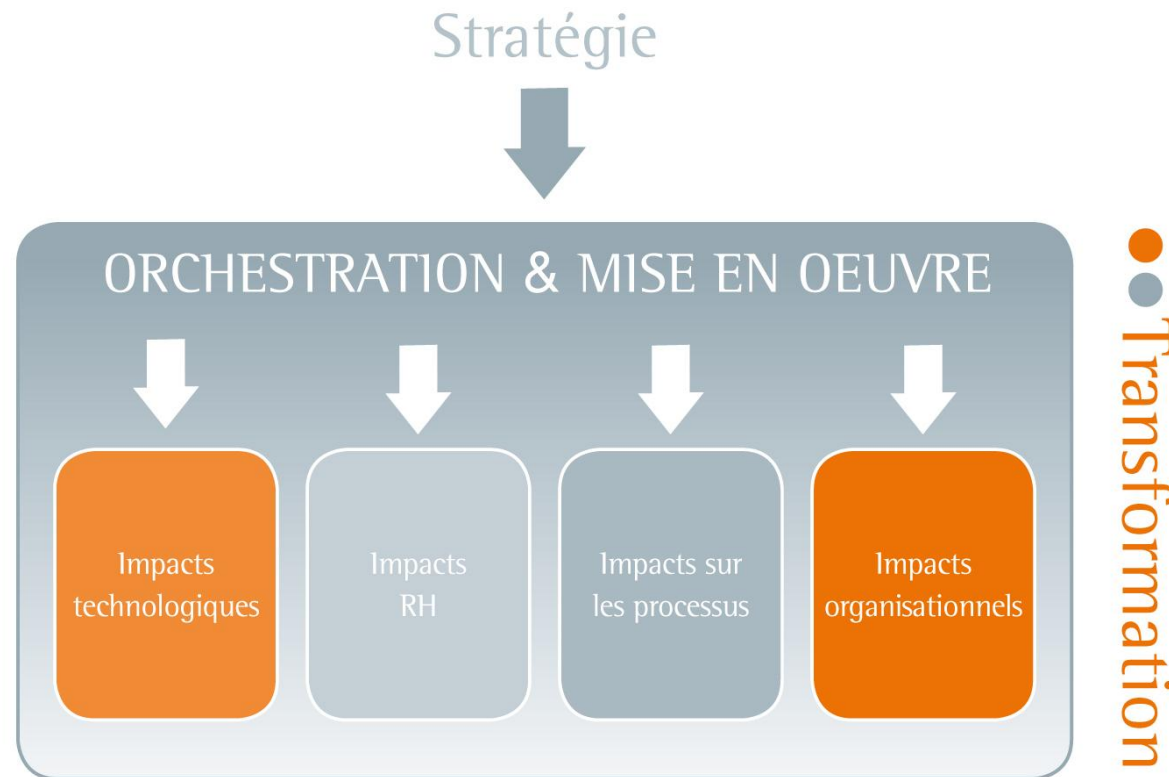 Stratégie
ORCHESTRATION & MISE EN OEUVRE
Impacts
technologiques
Impacts
RH
Impacts sur
les processus
Impacts
organisationnels
Transformation